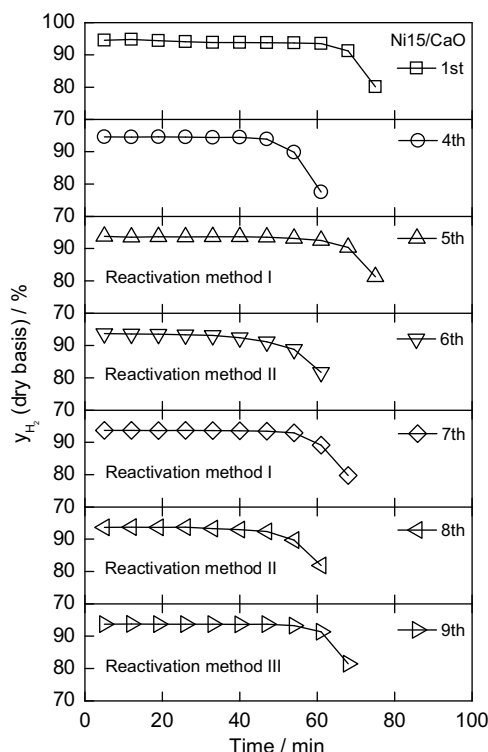 100
Ni15/CaO
90
1st
80
70
4th
90
80
70
5th
90
80
Reactivation method I
70
6th
90
80
Reactivation method II
70
7th
90
80
Reactivation method I
70
8th
90
80
Reactivation method II
70
9th
90
80
Reactivation method III
70
0 20 40 60 80 100
Time / min
y_H₂ (dry basis) / %